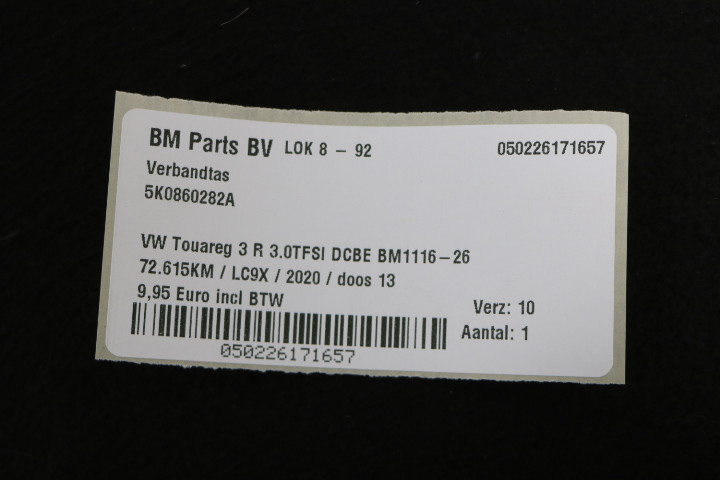 BM Parts BV LOK 8 - 92 050226171657
Verbandtas
5K0860282A
VW Touareg 3 R 3.0TFSI DCBE BM1116-26
72.615KM / LC9X / 2020 / doos 13
9,95 Euro incl BTW
Verz: 10
Aantal: 1
050226171657